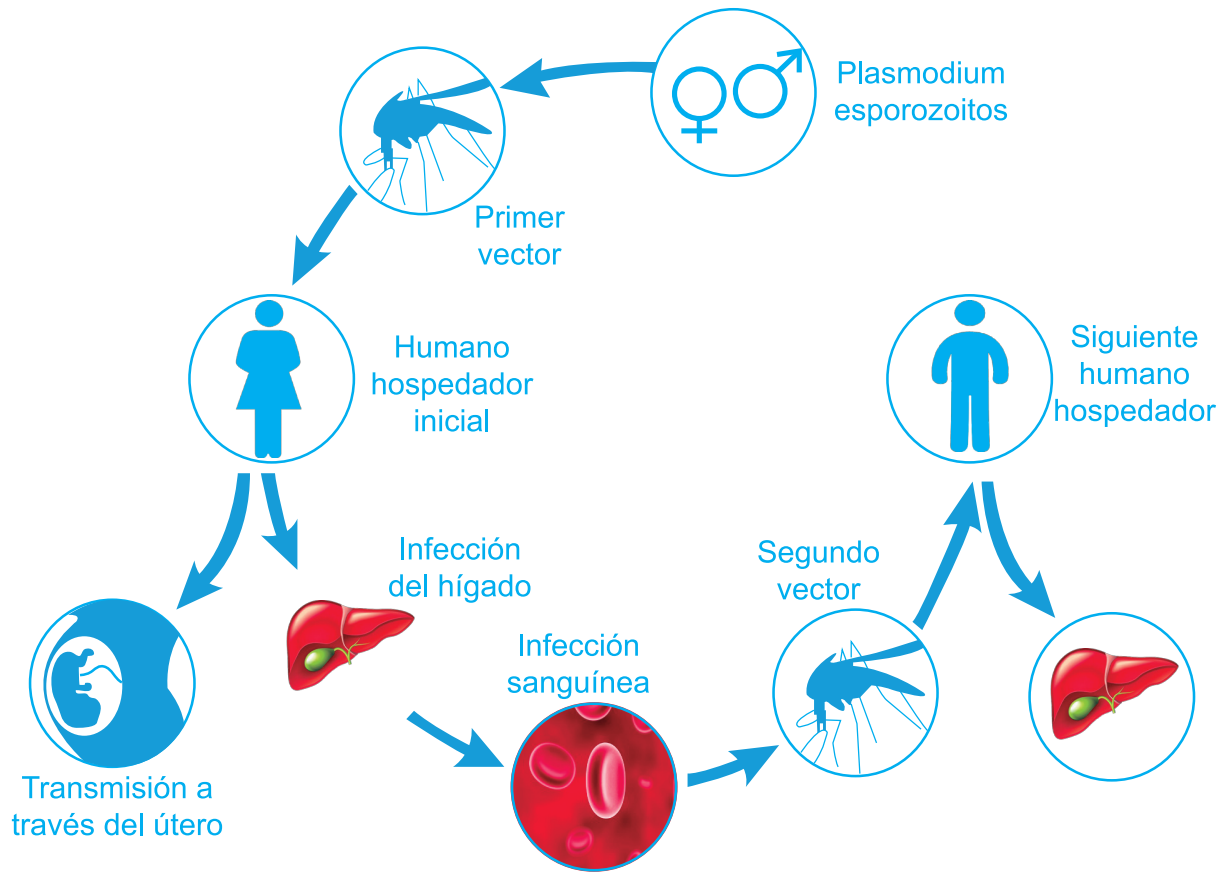 Plasmodium
esporozoitos
Primer
vector
Humano
hospedador
inicial
Siguiente
humano
hospedador
Infección
del hígado
Segundo
vector
Infección
sanguínea
Transmisión a
través del útero